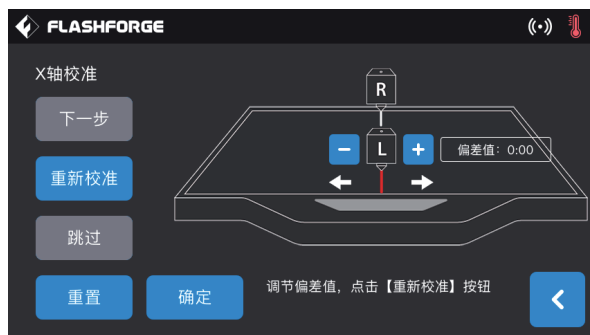 FLASHFORGE
X轴校准
R
下一步
− L + 偏差值：0:00
重新校准
跳过
重置 确定 调节偏差值，点击【重新校准】按钮